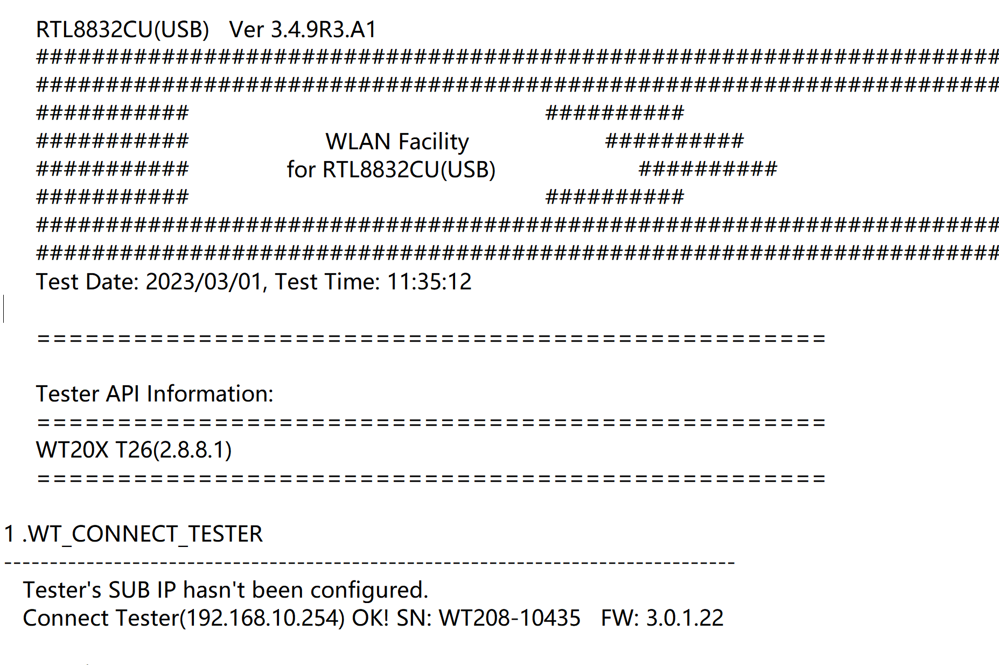 RTL8832CU(USB)   Ver 3.4.9R3.A1
#####################################################################
#####################################################################
########### ##########
########### WLAN Facility ##########
########### for RTL8832CU(USB) ##########
########### ##########
#####################################################################
#####################################################################
Test Date: 2023/03/01, Test Time: 11:35:12
=================================================
Tester API Information:
=================================================
WT20X T26(2.8.8.1)
=================================================
1 .WT_CONNECT_TESTER
--------------------------------------------------------------------------------
Tester's SUB IP hasn't been configured.
Connect Tester(192.168.10.254) OK! SN: WT208-10435   FW: 3.0.1.22